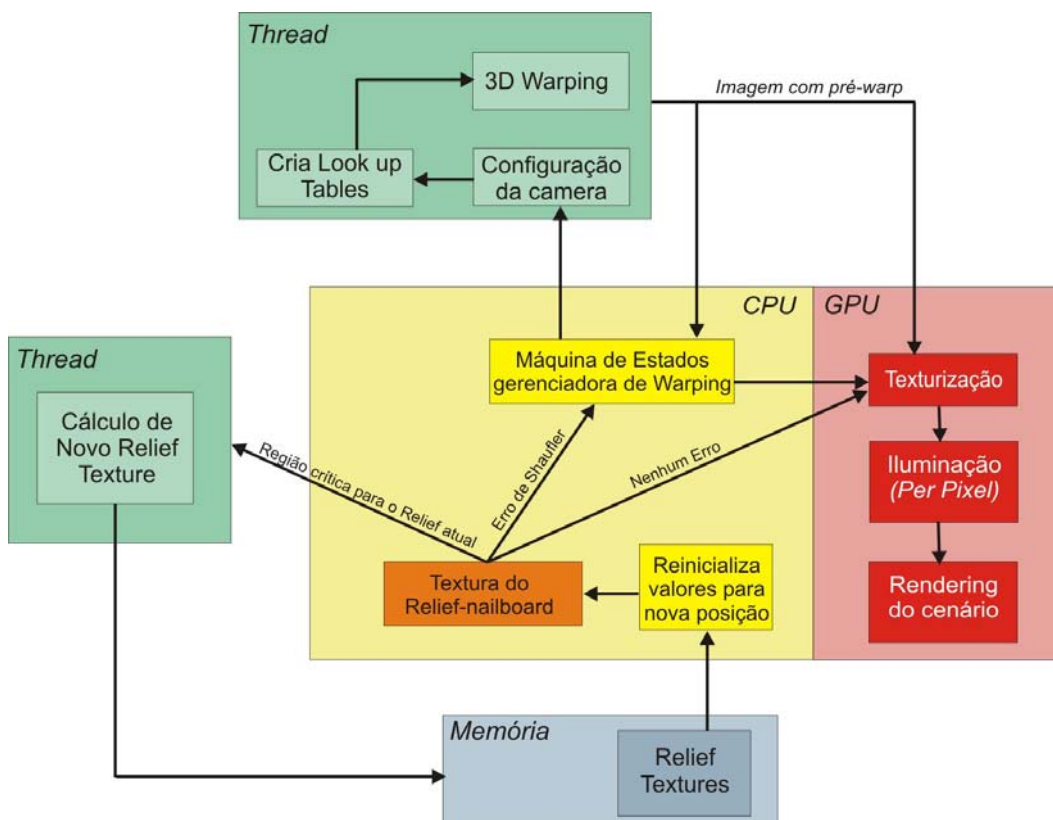 Thread
3D Warping
Imagem com pré-warp
Cria Look up
Tables
Configuração
da camera
CPU
GPU
Thread
Máquina de Estados
gerenciadora de Warping
Texturização
Cálculo de
Novo Relief
Texture
Região crítica para o Relief atual
Erro de Shaufler
Nenhum Erro
Iluminação
(Per Pixel)
Textura do
Relief-nailboard
Reinicializa
valores para
nova posição
Rendering
do cenário
Memória
Relief
Textures